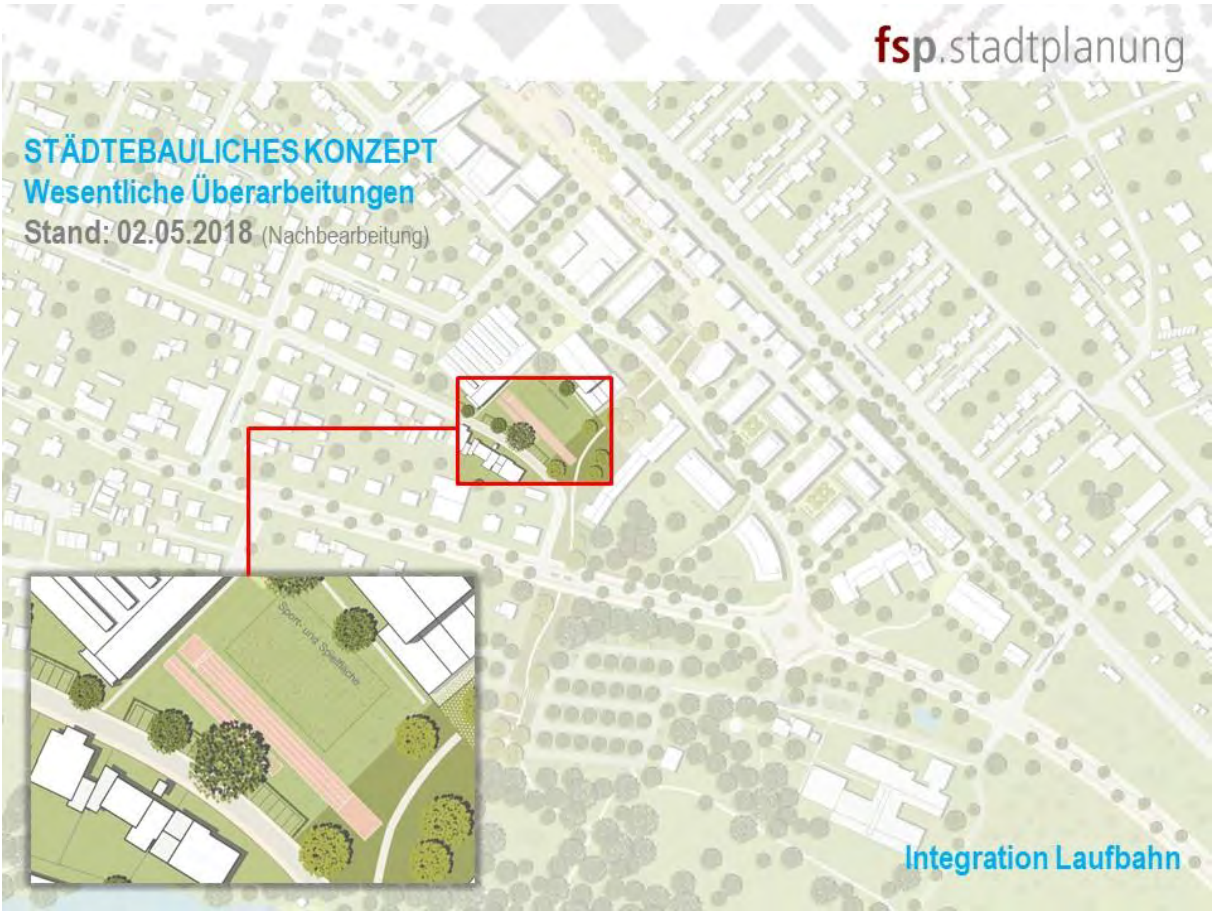 fsp.stadtplanung
STÄDTEBAULICHES KONZEPT
Wesentliche Überarbeitungen
Stand: 02.05.2018 (Nachbearbeitung)
Sport- und Spielfläche
Integration Laufbahn